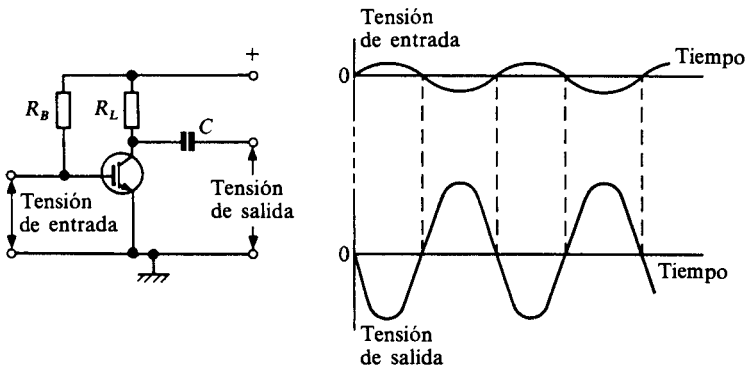 +
R_B
R_L
C
Tensión
de entrada
Tensión
de salida
Tensión
de entrada
0
Tiempo
0
Tiempo
Tensión
de salida